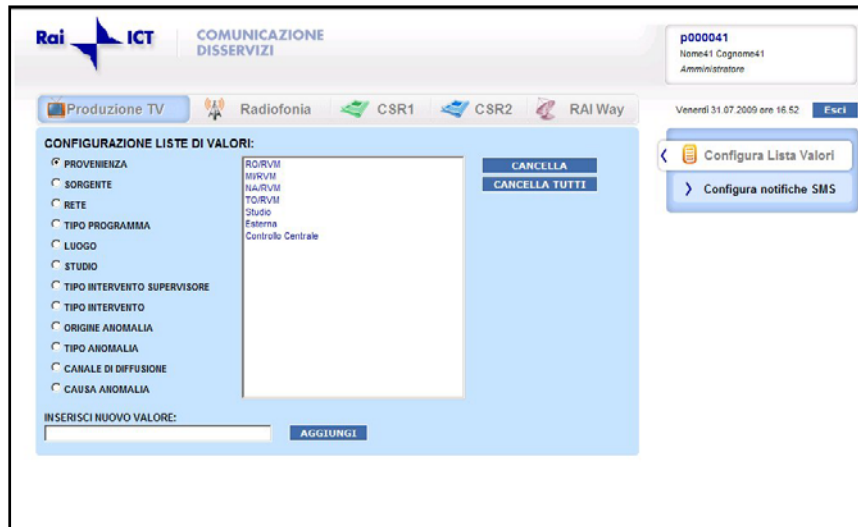 Rai ICT
COMUNICAZIONE
DISSERVIZI
p000041
Nome41 Cognome41
Amministratore
Produzione TV
Radiofonia
CSR1
CSR2
RAI Way
Venerdì 31.07.2009 ore 16.52
Esci
CONFIGURAZIONE LISTE DI VALORI:
PROVENIENZA
SORGENTE
RETE
TIPO PROGRAMMA
LUOGO
STUDIO
TIPO INTERVENTO SUPERVISORE
TIPO INTERVENTO
ORIGINE ANOMALIA
TIPO ANOMALIA
CANALE DI DIFFUSIONE
CAUSA ANOMALIA
RO/RVM
MI/RVM
NA/RVM
TO/RVM
Studio
Esterna
Controllo Centrale
CANCELLA
CANCELLA TUTTI
Configura Lista Valori
Configura notifiche SMS
INSERISCI NUOVO VALORE:
AGGIUNGI